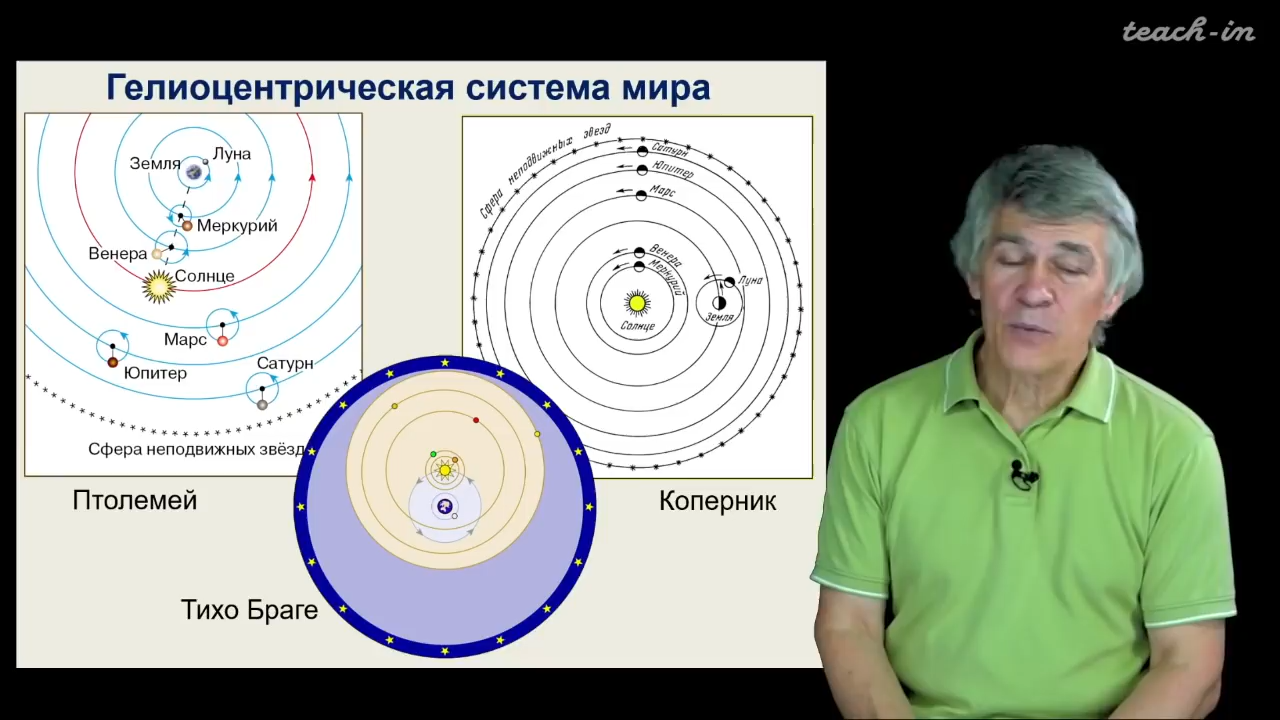 teach-in
Гелиоцентрическая система мира
Земля
Луна
Меркурий
Венера
Солнце
Марс
Юпитер
Сатурн
Сфера неподвижных звёзд
Птолемей
Сфера неподвижных звезд
Сатурн
Юпитер
Марс
Венера
Меркурий
Луна
Земля
Солнце
Коперник
Тихо Браге